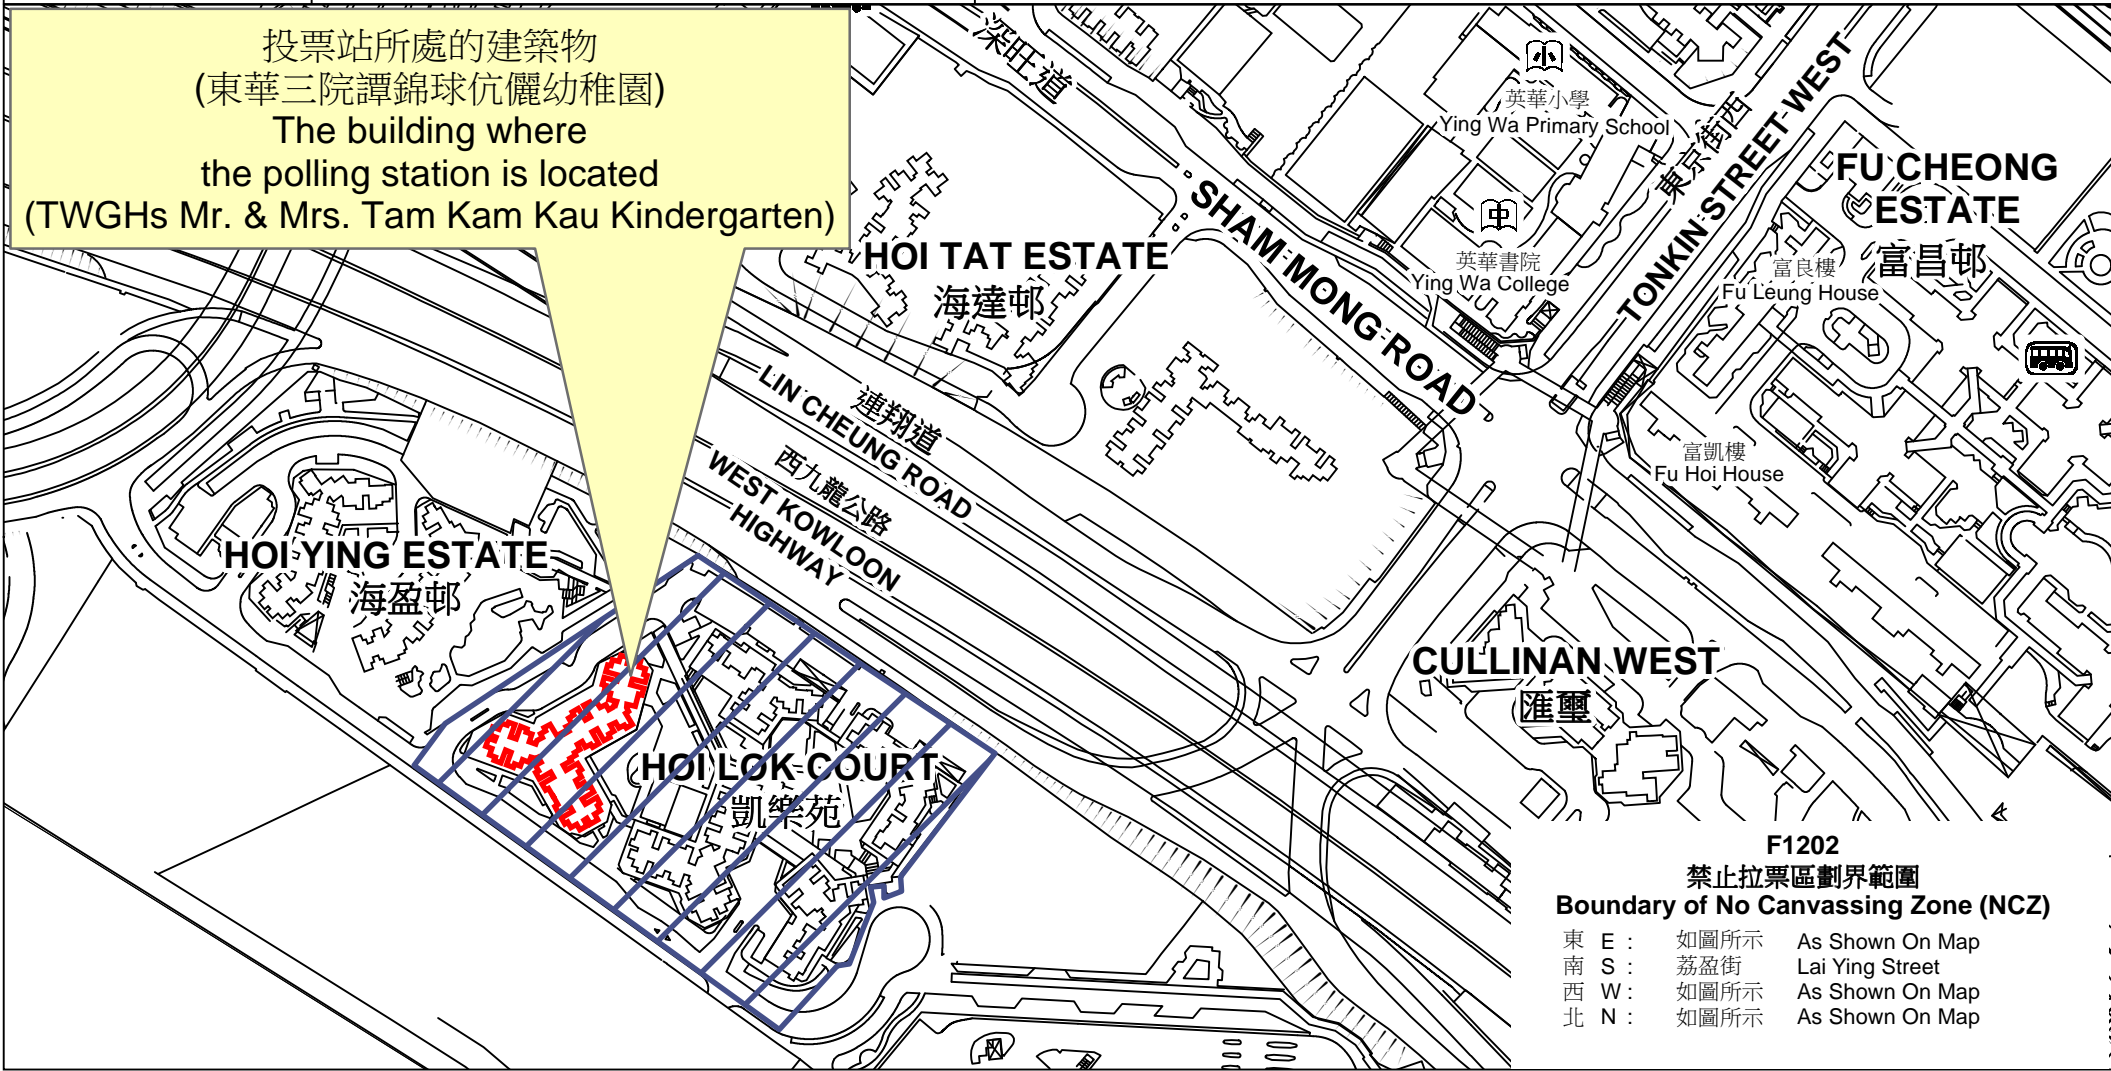 投票站所處的建築物
(東華三院譚錦球伉儷幼稚園)
The building where
the polling station is located
(TWGHs Mr. & Mrs. Tam Kam Kau Kindergarten)
深旺道
SHAM MONG ROAD
小
英華小學
Ying Wa Primary School
中
英華書院
Ying Wa College
東京街西
TONKIN STREET WEST
FU CHEONG
ESTATE
富昌邨
富良樓
Fu Leung House
富凱樓
Fu Hoi House
HOI TAT ESTATE
海達邨
連翔道
LIN CHEUNG ROAD
西九龍公路
WEST KOWLOON
HIGHWAY
HOI YING ESTATE
海盈邨
HOI LOK COURT
凱樂苑
CULLINAN WEST
匯璽
F1202
禁止拉票區劃界範圍
Boundary of No Canvassing Zone (NCZ)
東 E : 如圖所示 As Shown On Map
南 S : 荔盈街 Lai Ying Street
西 W : 如圖所示 As Shown On Map
北 N : 如圖所示 As Shown On Map